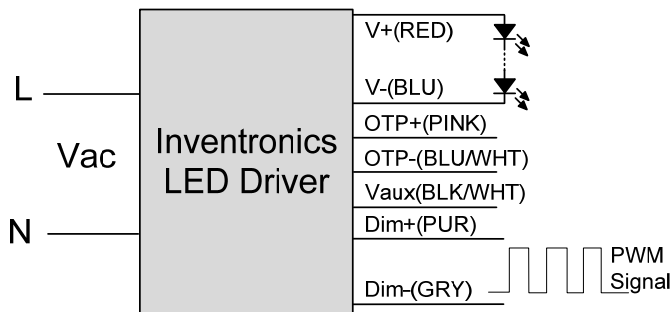 V+(RED)
L
V-(BLU)
OTP+(PINK)
Vac
Inventronics
LED Driver
OTP-(BLU/WHT)
Vaux(BLK/WHT)
N
Dim+(PUR)
PWM
Signal
Dim-(GRY)